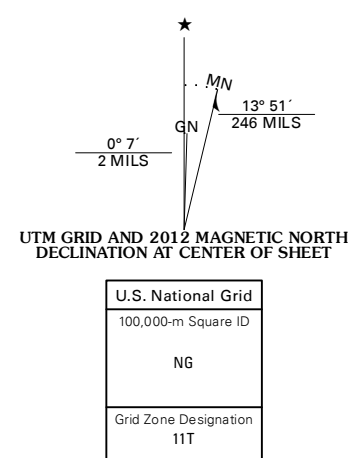 ★
MN
GN
13° 51´
246 MILS
0° 7´
2 MILS
UTM GRID AND 2012 MAGNETIC NORTH
DECLINATION AT CENTER OF SHEET
U.S. National Grid
100,000-m Square ID
NG
Grid Zone Designation
11T